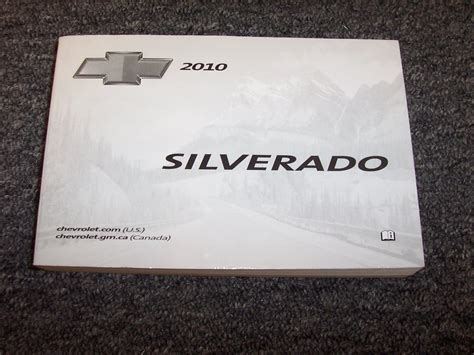 2010
SILVERADO
chevrolet.com (U.S.)
chevrolet.gm.ca (Canada)